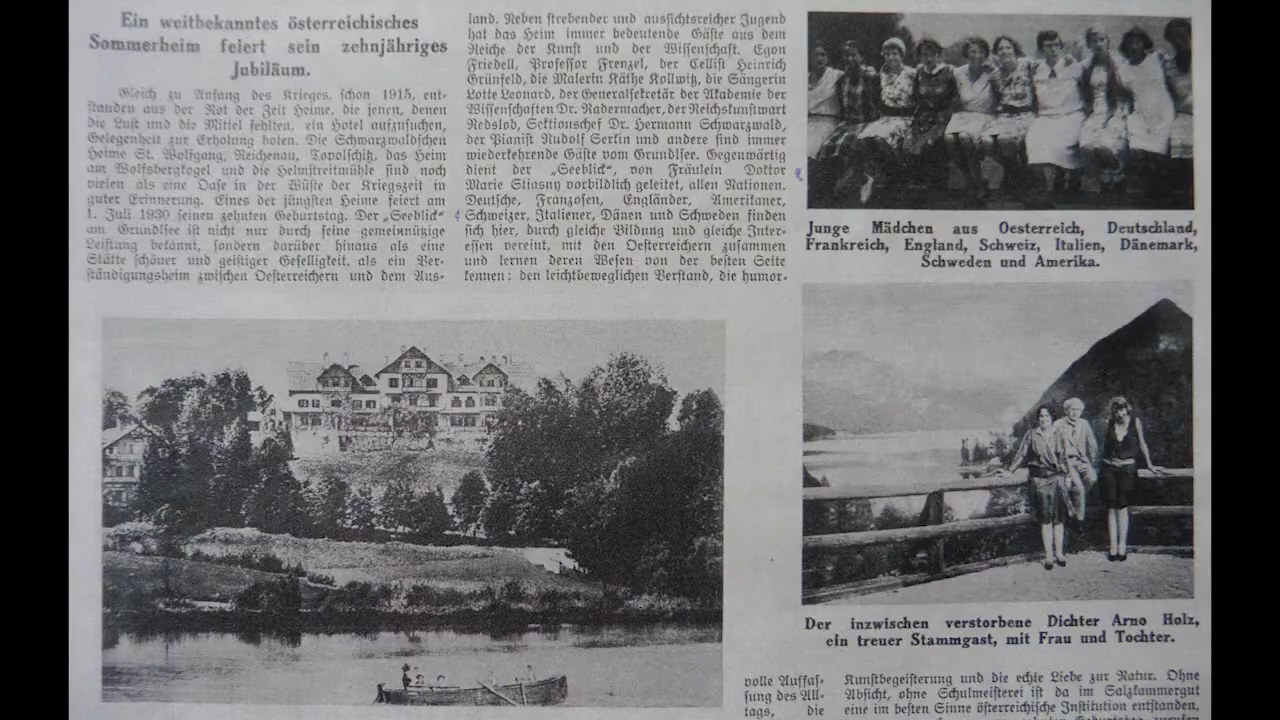 Ein weitbekanntes österreichisches
Sommerheim feiert sein zehnjähriges
Jubiläum.
Gleich zu Anfang des Krieges, schon 1915, ent-
standen aus der Not der Zeit Heime, die jenen, denen
die Lust und die Mittel fehlten, ein Hotel aufzusuchen,
Gelegenheit zur Erholung boten. Die Schwarzwaldschen
Heime St. Wolfgang, Reichenau, Topolschitz, das Heim
am Wolfsbergkogel und die Helmstreitmühle sind noch
vielen als eine Oase in der Wüste der Kriegszeit in
guter Erinnerung. Eines der jüngsten Heime feiert am
1. Juli 1930 seinen zehnten Geburtstag. Der „Seeblick“
am Grundlsee ist nicht nur durch seine gemeinnützige
Leistung bekannt, sondern darüber hinaus als eine
Stätte schöner und geistiger Geselligkeit, als ein Ver-
ständigungsheim zwischen Oesterreichern und dem Aus-
land. Neben strebender und aussichtsreicher Jugend
hat das Heim immer bedeutende Gäste aus dem
Reiche der Kunst und der Wissenschaft. Egon
Friedell, Professor Frenzel, der Cellist Heinrich
Grünfeld, die Malerin Käthe Kollwitz, die Sängerin
Lotte Leonard, der Generalsekretär der Akademie der
Wissenschaften Dr. Radermacher, der Reichskunstwart
Redslob, Sektionschef Dr. Hermann Schwarzwald,
der Pianist Rudolf Serkin und andere sind immer
wiederkehrende Gäste vom Grundlsee. Gegenwärtig
dient der „Seeblick“, von Fräulein Doktor
Marie Stiasny vorbildlich geleitet, allen Nationen.
Deutsche, Franzosen, Engländer, Amerikaner,
Schweizer, Italiener, Dänen und Schweden finden
sich hier, durch gleiche Bildung und gleiche Inter-
essen vereint, mit den Oesterreichern zusammen
und lernen deren Wesen von der besten Seite
kennen: den leichtbeweglichen Verstand, die humor-
Junge Mädchen aus Oesterreich, Deutschland,
Frankreich, England, Schweiz, Italien, Dänemark,
Schweden und Amerika.
Der inzwischen verstorbene Dichter Arno Holz,
ein treuer Stammgast, mit Frau und Tochter.
volle Auffas-
sung des All-
tags, die
Kunstbegeisterung und die echte Liebe zur Natur. Ohne
Absicht, ohne Schulmeisterei ist da im Salzkammergut
eine im besten Sinne österreichische Institution entstanden,